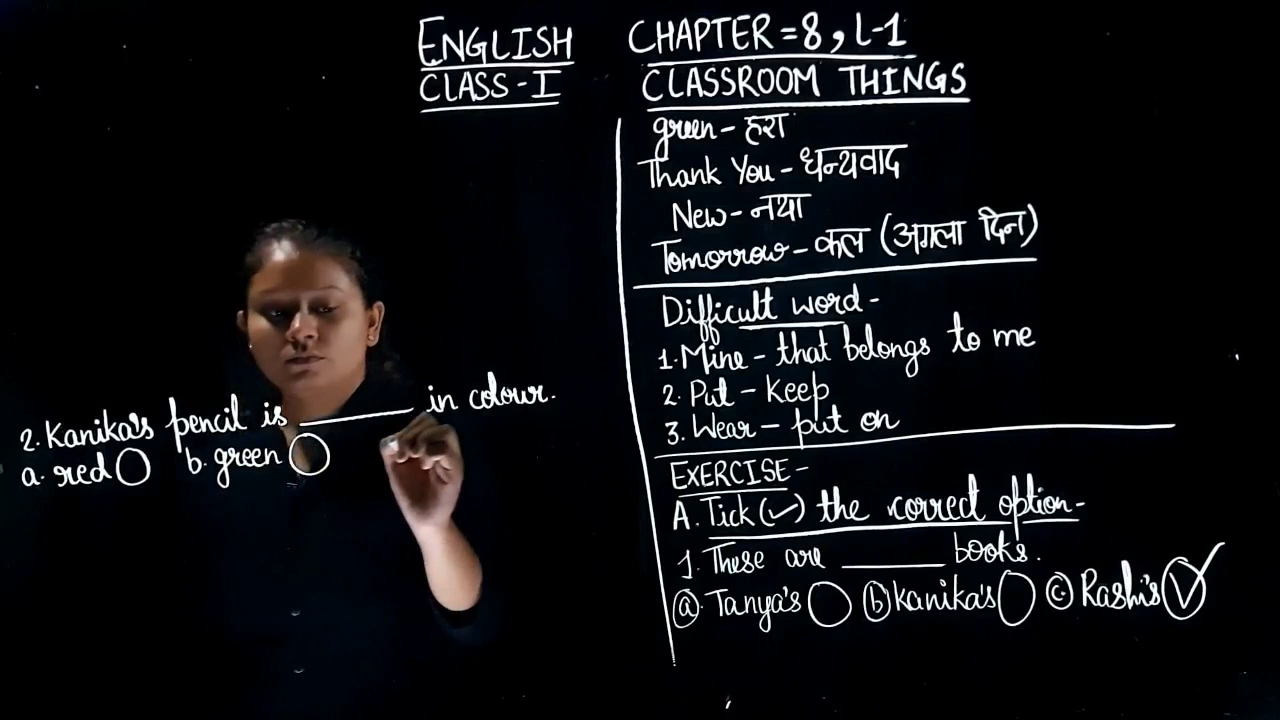 ENGLISH CHAPTER=8, L-1
CLASS-I CLASSROOM THINGS
green - हरा
Thank You - धन्यवाद
New - नया
Tomorrow - कल (अगला दिन)
Difficult word -
1. Mine - that belongs to me
2. Put - Keep
3. Wear - put on
EXERCISE -
A. Tick (✓) the correct option -
1. These are ______ books.
ⓐ. Tanya's ◯ ⓑ Kanika's ◯ ⓒ Rashi's ✓
2. Kanika's pencil is ______ in colour.
a. red ◯ b. green ◯